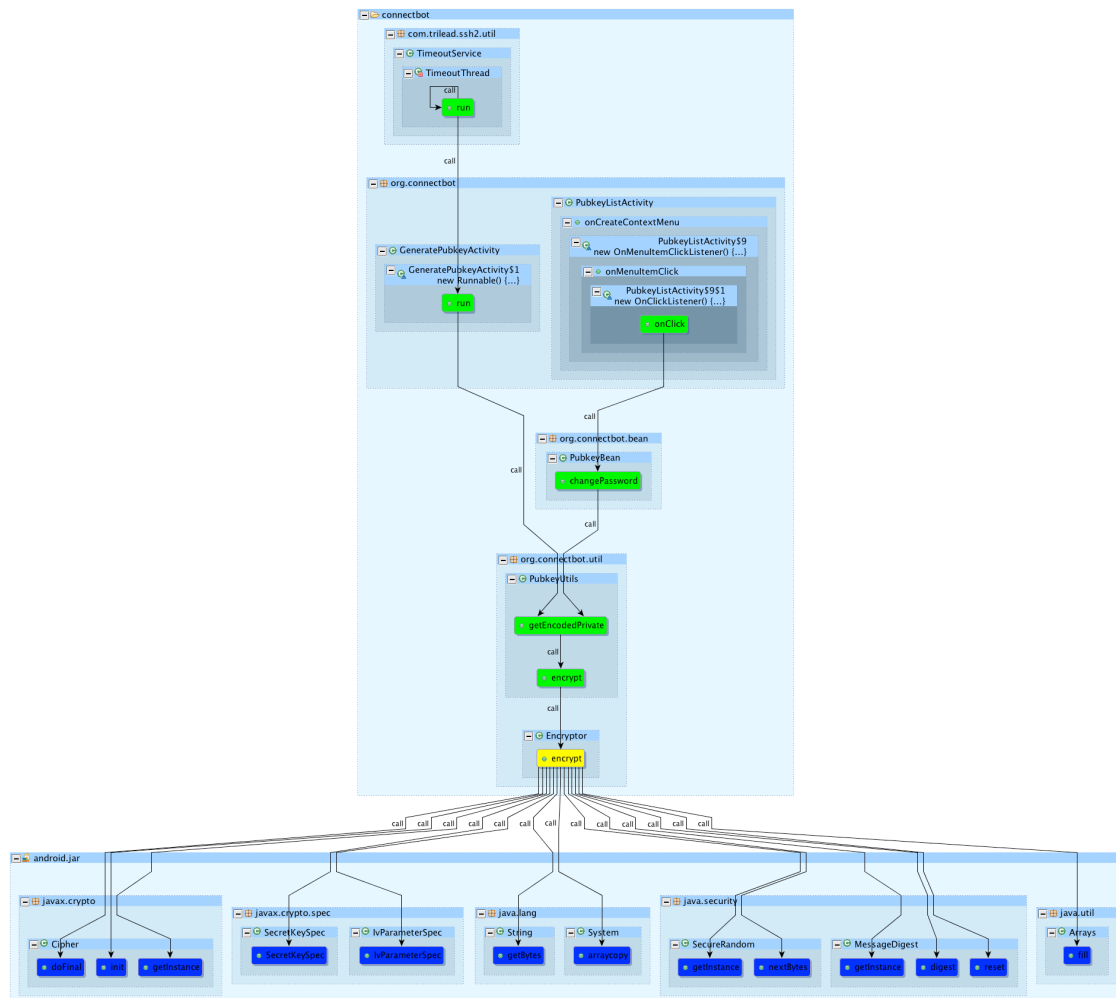 connectbot
com.trilead.ssh2.util
TimeoutService
TimeoutThread
call
run
call
org.connectbot
PubkeyListActivity
onCreateContextMenu
PubkeyListActivity$9
new OnMenuItemClickListener() {...}
GeneratePubkeyActivity
GeneratePubkeyActivity$1
new Runnable() {...}
onMenuItemClick
PubkeyListActivity$9$1
new OnClickListener() {...}
run
onClick
call
org.connectbot.bean
PubkeyBean
call
changePassword
call
org.connectbot.util
PubkeyUtils
getEncodedPrivate
call
encrypt
call
Encryptor
encrypt
call call call call call call call call call call call call
android.jar
javax.crypto
javax.crypto.spec
java.lang
java.security
java.util
Cipher
SecretKeySpec
IvParameterSpec
String
System
SecureRandom
MessageDigest
Arrays
doFinal
init
getInstance
SecretKeySpec
IvParameterSpec
getBytes
arraycopy
getInstance
nextBytes
getInstance
digest
reset
fill